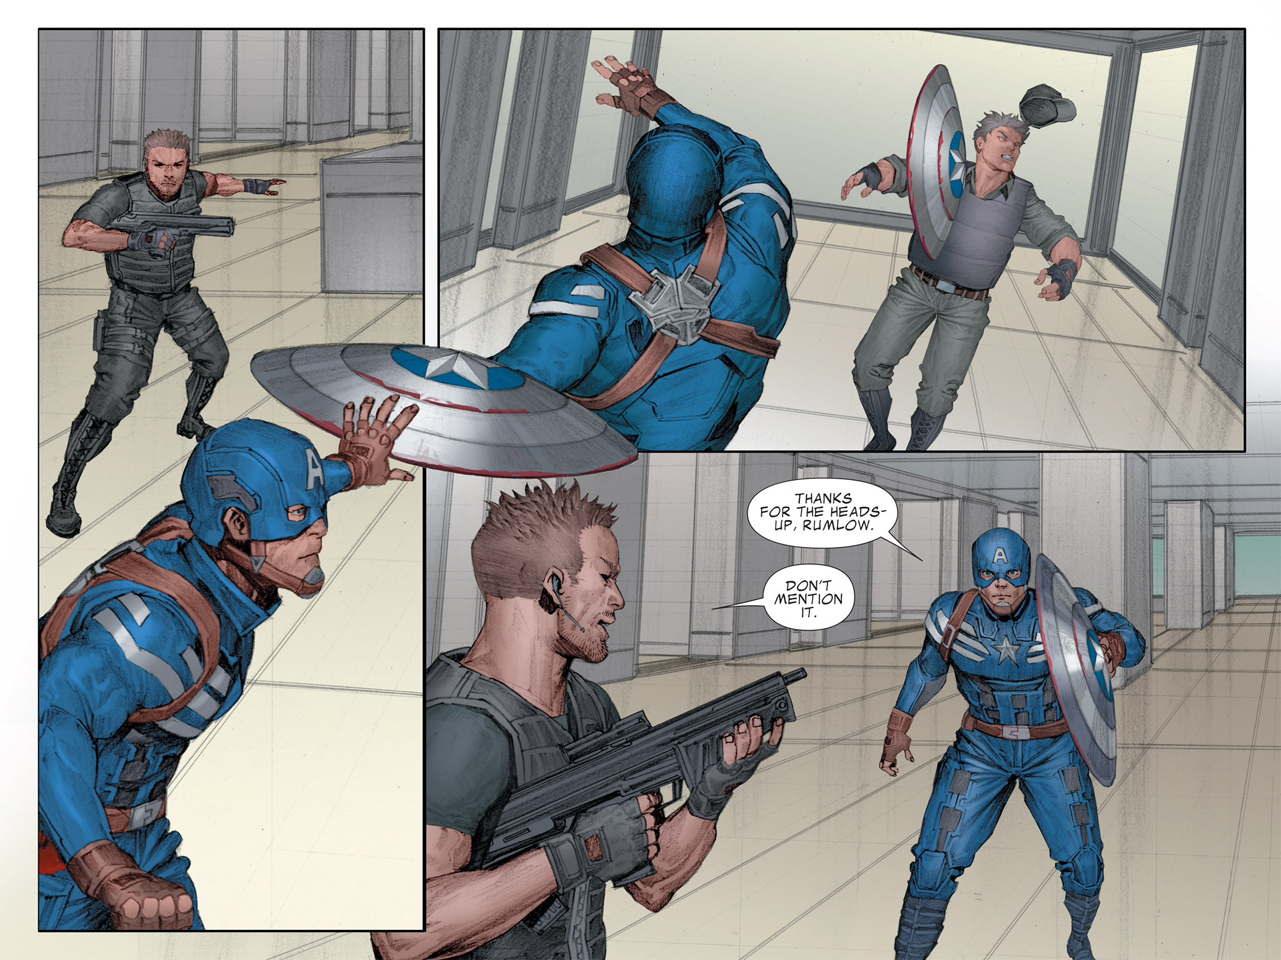 THANKS
FOR THE HEADS-
UP, RUMLOW.
DON'T
MENTION
IT.
A
A